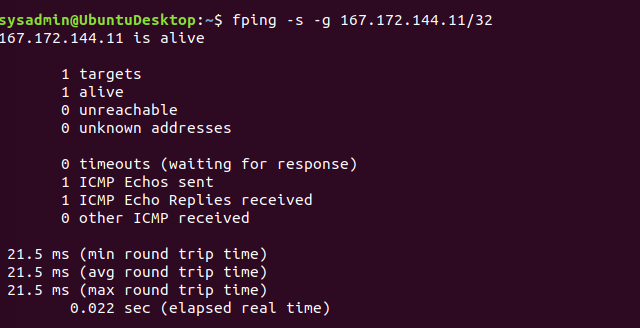 sysadmin@UbuntuDesktop:~$ fping -s -g 167.172.144.11/32
167.172.144.11 is alive
1 targets
1 alive
0 unreachable
0 unknown addresses
0 timeouts (waiting for response)
1 ICMP Echos sent
1 ICMP Echo Replies received
0 other ICMP received
21.5 ms (min round trip time)
21.5 ms (avg round trip time)
21.5 ms (max round trip time)
0.022 sec (elapsed real time)